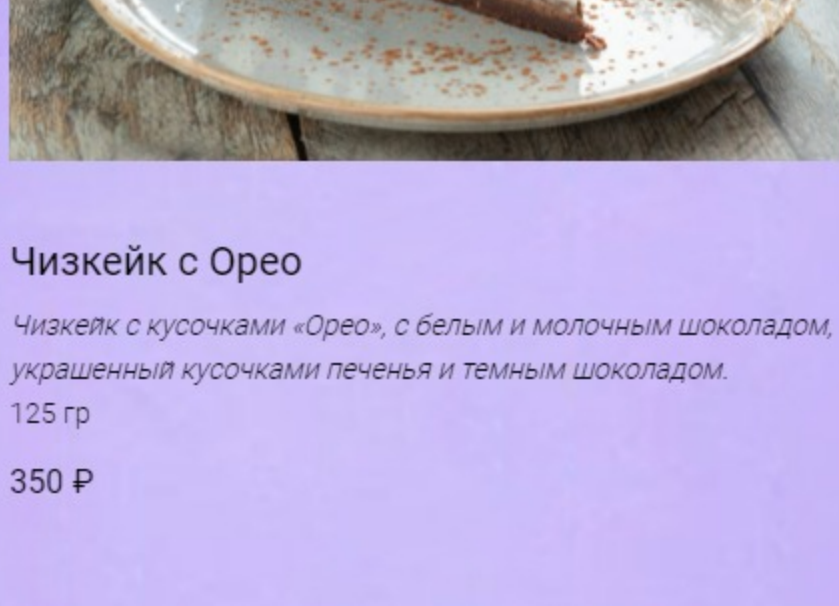 Чизкейк с Орео
Чизкейк с кусочками «Орео», с белым и молочным шоколадом,
украшенный кусочками печенья и темным шоколадом.
125 гр
350 ₽